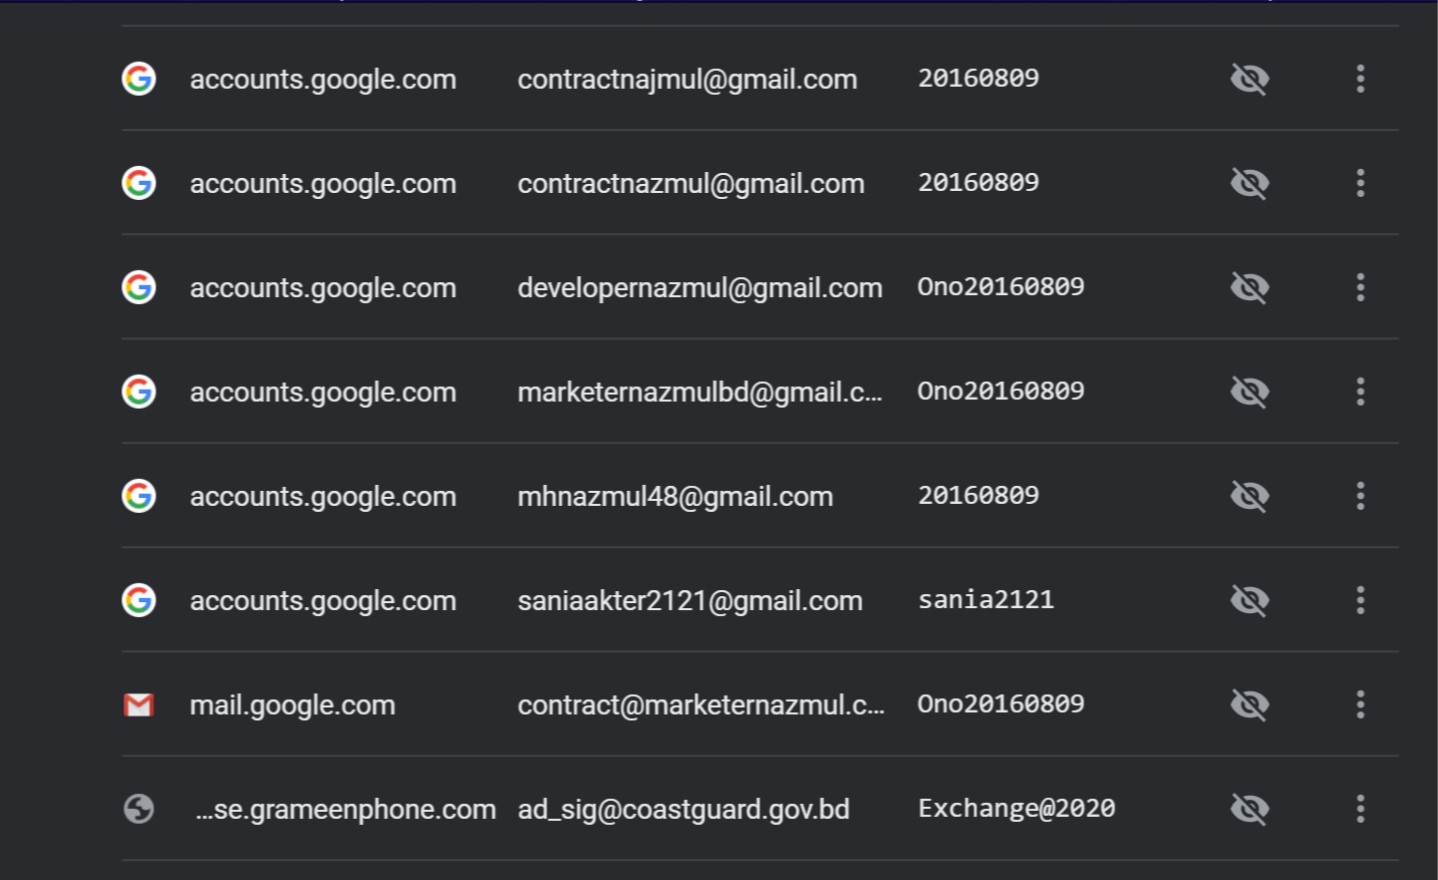 accounts.google.com contractnajmul@gmail.com 20160809
accounts.google.com contractnazmul@gmail.com 20160809
accounts.google.com developernazmul@gmail.com Ono20160809
accounts.google.com marketernazmulbd@gmail.c... Ono20160809
accounts.google.com mhnazmul48@gmail.com 20160809
accounts.google.com saniaakter2121@gmail.com sania2121
mail.google.com contract@marketernazmul.c... Ono20160809
...se.grameenphone.com ad_sig@coastguard.gov.bd Exchange@2020